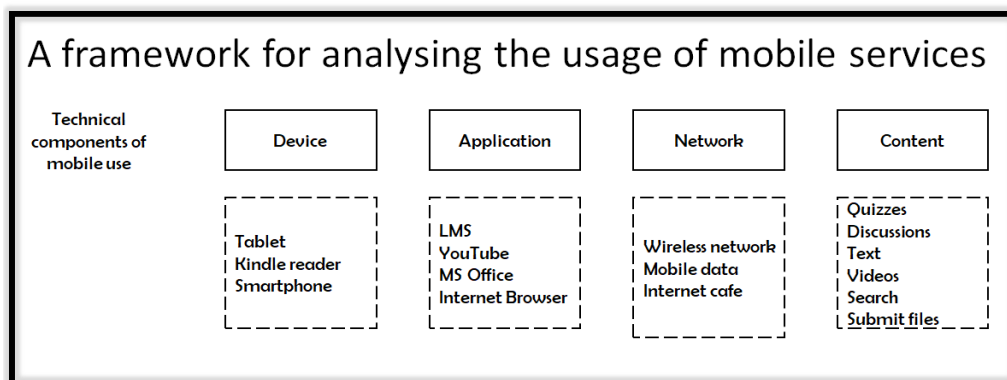 A framework for analysing the usage of mobile services
Technical
components of
mobile use
Device
Application
Network
Content
Tablet
Kindle reader
Smartphone
LMS
YouTube
MS Office
Internet Browser
Wireless network
Mobile data
Internet cafe
Quizzes
Discussions
Text
Videos
Search
Submit files